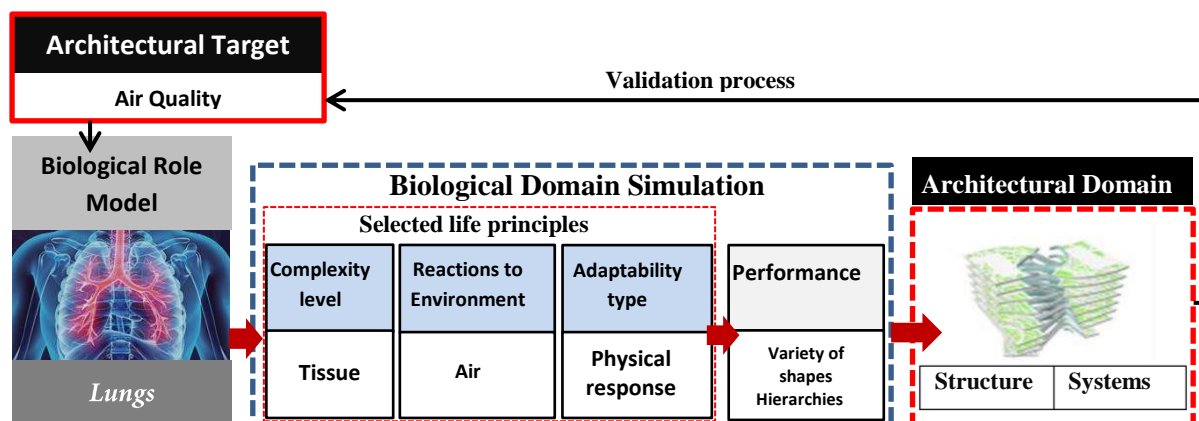 Architectural Target
Air Quality
Validation process
Biological Role
Model
Lungs
Biological Domain Simulation
Selected life principles
Complexity
level
Tissue
Reactions to
Environment
Air
Adaptability
type
Physical
response
Performance
Variety of
shapes
Hierarchies
Architectural Domain
Structure
Systems